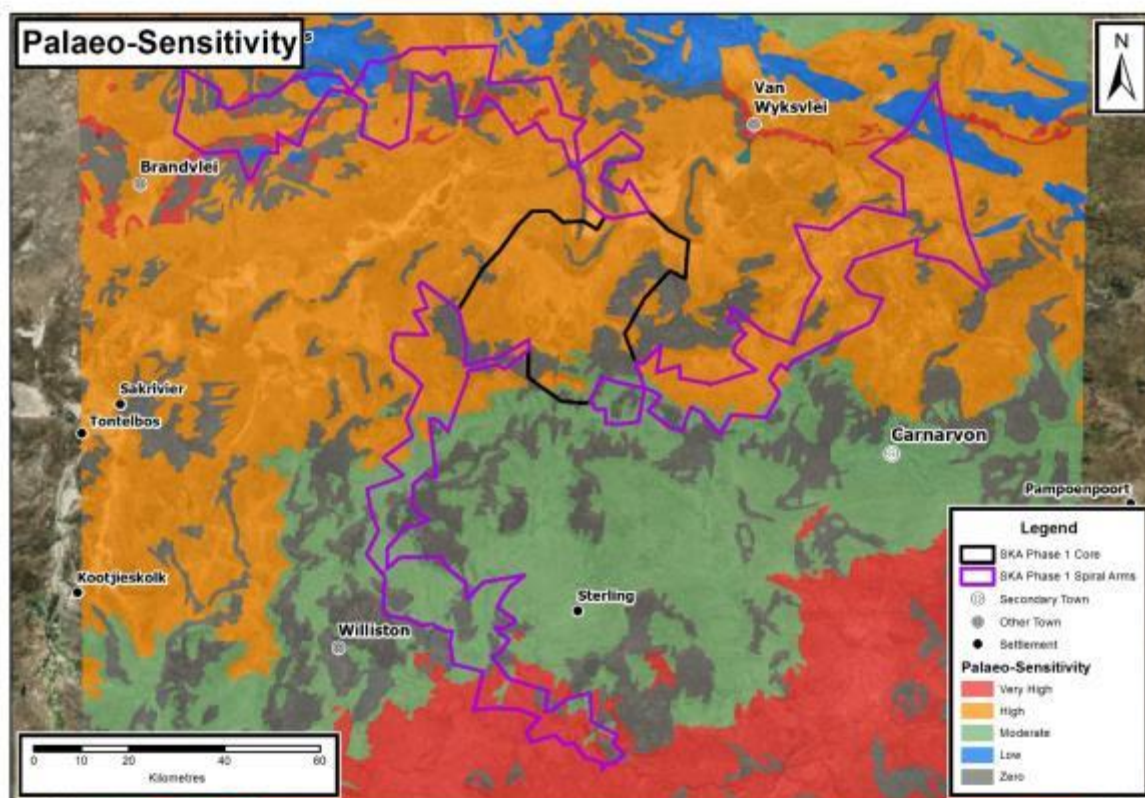 Palaeo-Sensitivity
s
N
Van
Wyksvlei
Brandvlei
Sakrivier
Tontelbos
Carnarvon
Pampoenpoort
Kootjieskolk
Sterling
Williston
Legend
SKA Phase 1 Core
SKA Phase 1 Spiral Arms
Secondary Town
Other Town
Settlement
Palaeo-Sensitivity
Very High
High
Moderate
Low
Zero
0 10 20 40 60
Kilometres